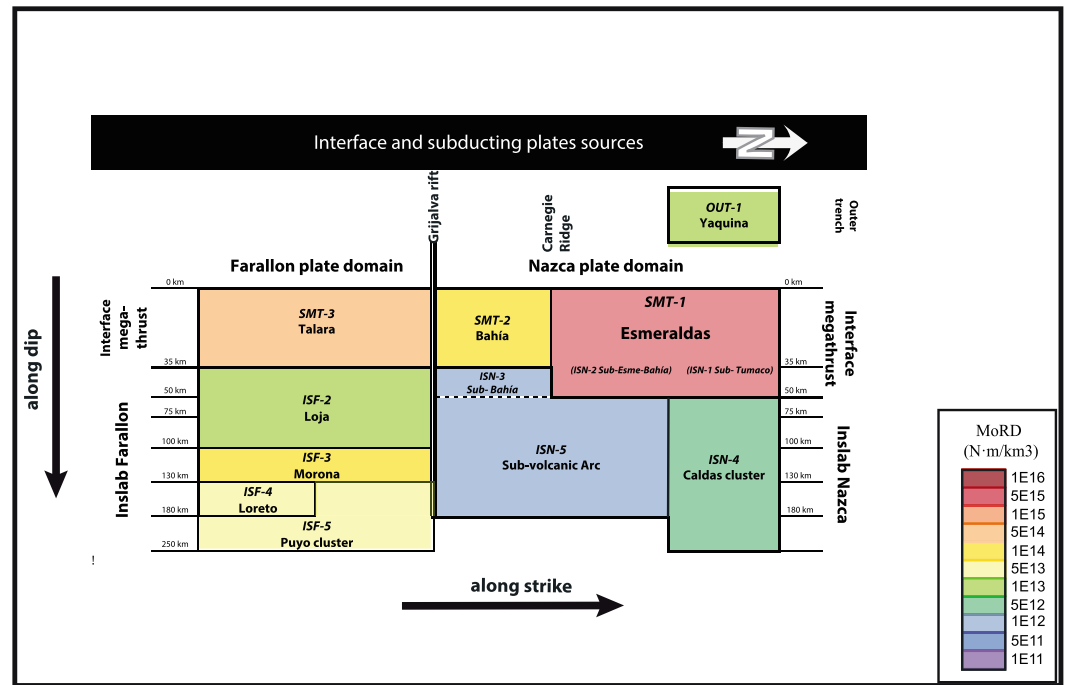 Interface and subducting plates sources
N
Grijalva rift
Carnegie
Ridge
OUT-1
Yaquina
Outer
trench
Farallon plate domain
Nazca plate domain
0 km
0 km
Interface
mega-
thrust
SMT-3
Talara
SMT-2
Bahía
SMT-1
Esmeraldas
(ISN-2 Sub-Esme-Bahía)
(ISN-1 Sub- Tumaco)
Interface
megathrust
along dip
35 km
35 km
ISN-3
Sub- Bahía
50 km
50 km
ISF-2
Loja
75 km
75 km
100 km
100 km
Inslab Farallon
ISF-3
Morona
ISN-5
Sub-volcanic Arc
ISN-4
Caldas cluster
Inslab Nazca
130 km
130 km
ISF-4
Loreto
180 km
180 km
ISF-5
Puyo cluster
250 km
!
along strike
MoRD
(N·m/km3)
1E16
5E15
1E15
5E14
1E14
5E13
1E13
5E12
1E12
5E11
1E11